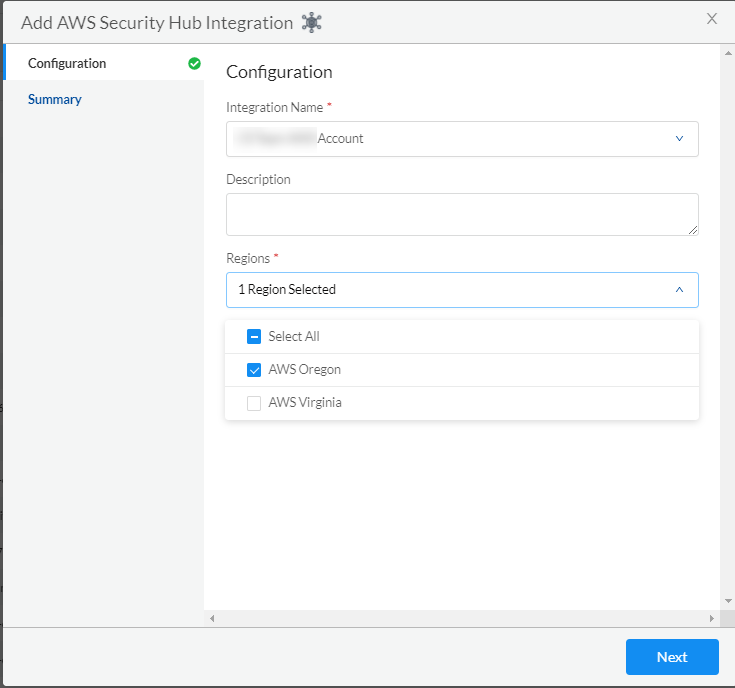 Add AWS Security Hub Integration
Configuration
Summary
Configuration
Integration Name *
Account
Description
Regions *
1 Region Selected
Select All
AWS Oregon
AWS Virginia
Next